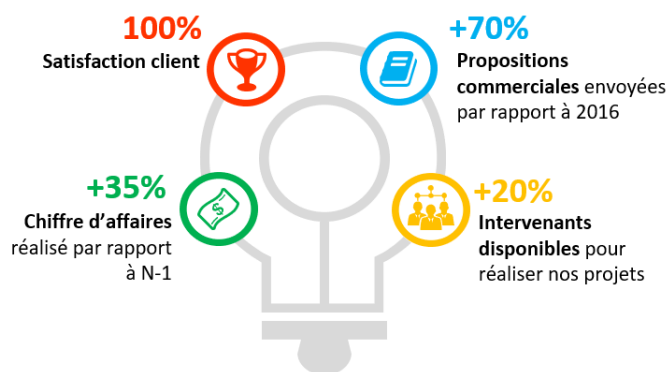 100%
Satisfaction client
+70%
Propositions
commerciales envoyées
par rapport à 2016
+35%
Chiffre d’affaires
réalisé par rapport
à N-1
$
+20%
Intervenants
disponibles pour
réaliser nos projets